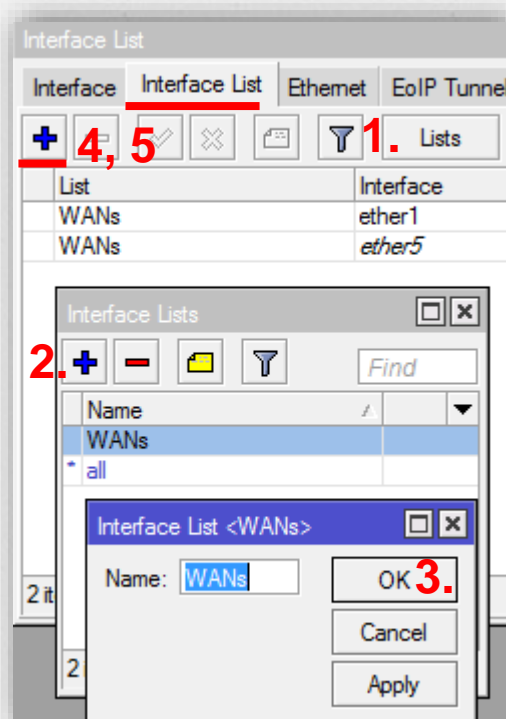 Interface List
Interface Interface List Ethernet EoIP Tunnel
4, 5 1. Lists
List Interface
WANs ether1
WANs ether5
Interface Lists
2. Find
Name
WANs
* all
Interface List <WANs>
Name: WANs OK 3.
2 it
Cancel
2
Apply